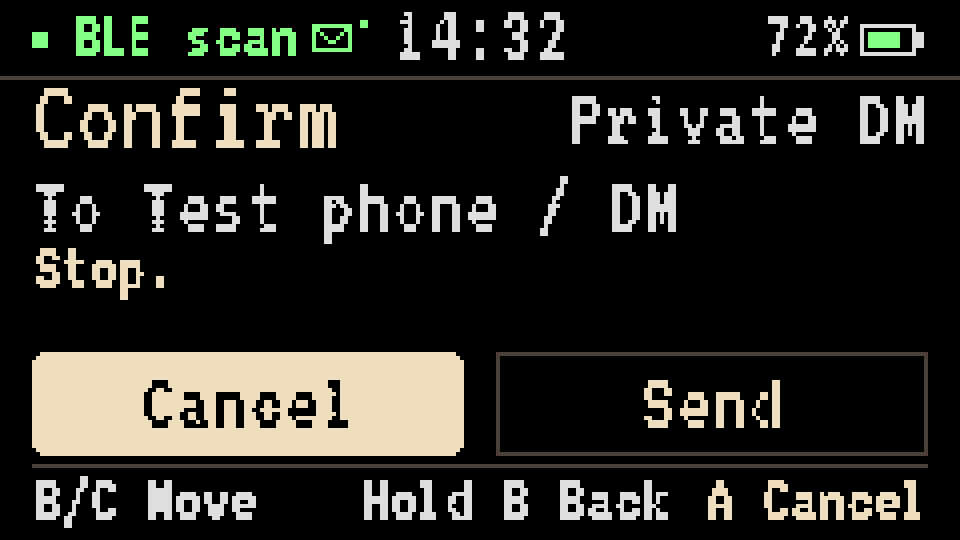 BLE scan 14:32 72%
Confirm Private DM
To Test phone / DM
Stop.
Cancel Send
B/C Move Hold B Back A Cancel